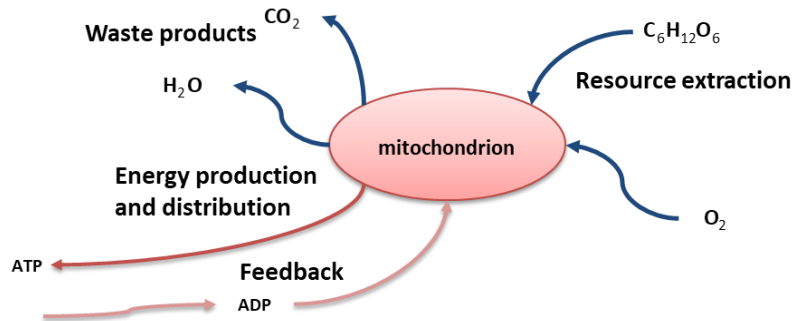 CO₂
Waste products
H₂O
C₆H₁₂O₆
Resource extraction
mitochondrion
Energy production
and distribution
O₂
ATP
Feedback
ADP